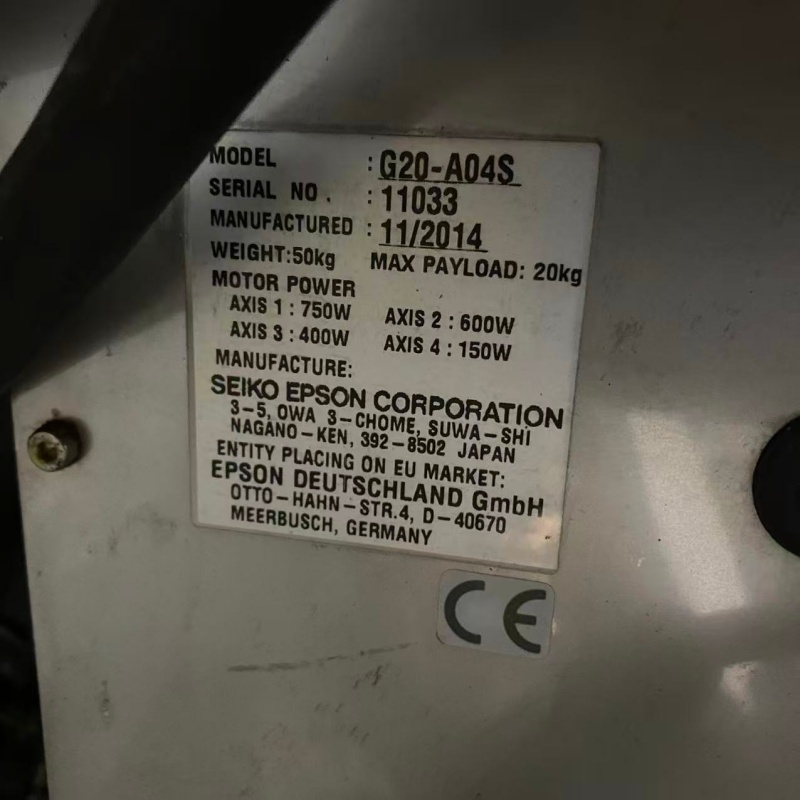 MODEL : G20-A04S
SERIAL NO. : 11033
MANUFACTURED : 11/2014
WEIGHT:50kg MAX PAYLOAD: 20kg
MOTOR POWER
AXIS 1 : 750W AXIS 2 : 600W
AXIS 3 : 400W AXIS 4 : 150W
MANUFACTURE:
SEIKO EPSON CORPORATION
3-5, OWA 3-CHOME, SUWA-SHI
NAGANO-KEN, 392-8502 JAPAN
ENTITY PLACING ON EU MARKET:
EPSON DEUTSCHLAND GmbH
OTTO-HAHN-STR.4, D-40670
MEERBUSCH, GERMANY
CE